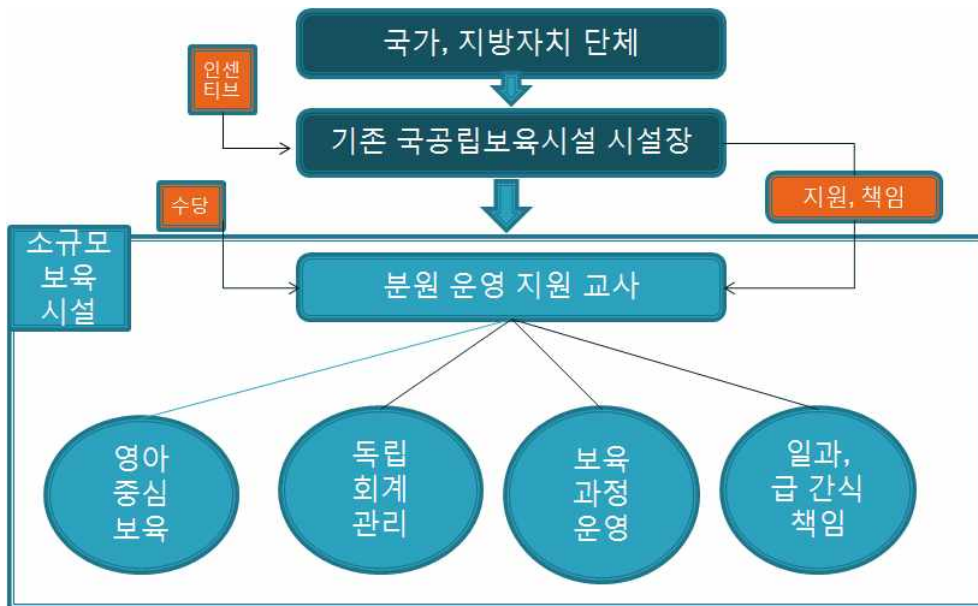 국가, 지방자치 단체
인센
티브
기존 국공립보육시설 시설장
수당
지원, 책임
소규모
보육
시설
분원 운영 지원 교사
영아
중심
보육
독립
회계
관리
보육
과정
운영
일과,
급 간식
책임